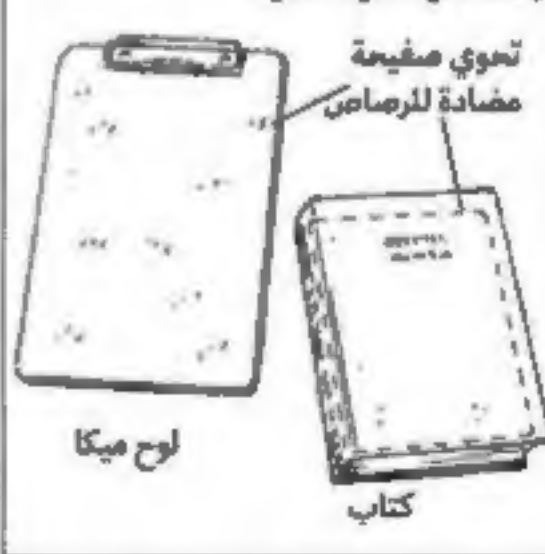 تحوي صفيحة
مضادة للرصاص
لوح ميكا
كتاب